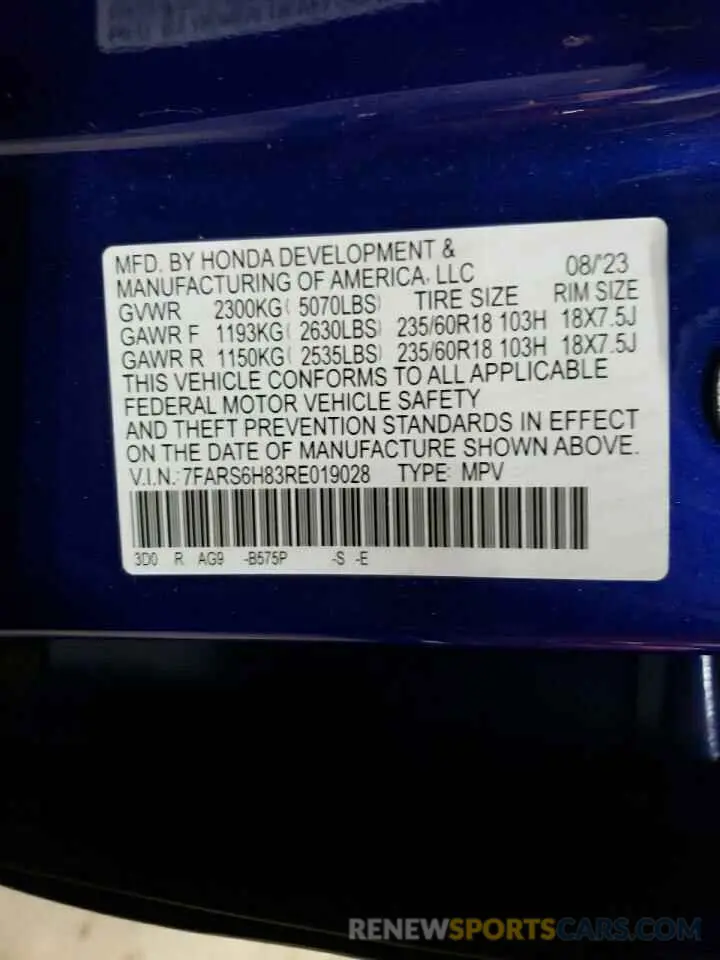 MFD. BY HONDA DEVELOPMENT &
MANUFACTURING OF AMERICA, LLC 08/'23
GVWR 2300KG( 5070LBS) TIRE SIZE RIM SIZE
GAWR F 1193KG( 2630LBS) 235/60R18 103H 18X7.5J
GAWR R 1150KG( 2535LBS) 235/60R18 103H 18X7.5J
THIS VEHICLE CONFORMS TO ALL APPLICABLE
FEDERAL MOTOR VEHICLE SAFETY
AND THEFT PREVENTION STANDARDS IN EFFECT
ON THE DATE OF MANUFACTURE SHOWN ABOVE.
V.I.N.:7FARS6H83RE019028 TYPE: MPV
3D0 R AG9 -B575P -S -E
RENEWSPORTSCARS.COM